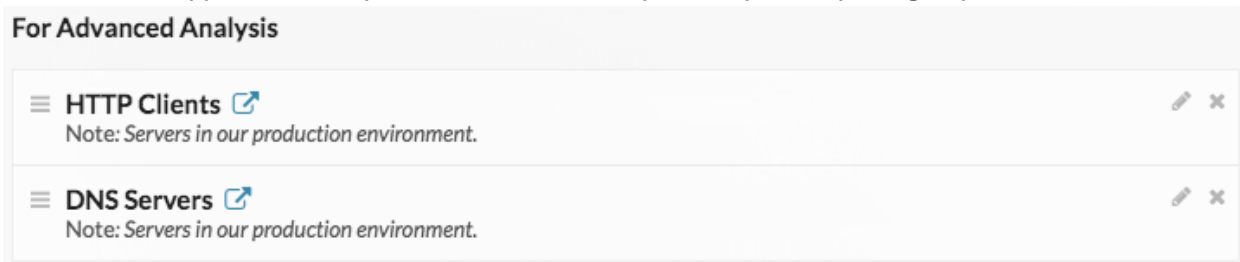 For Advanced Analysis
HTTP Clients
Note: Servers in our production environment.
DNS Servers
Note: Servers in our production environment.